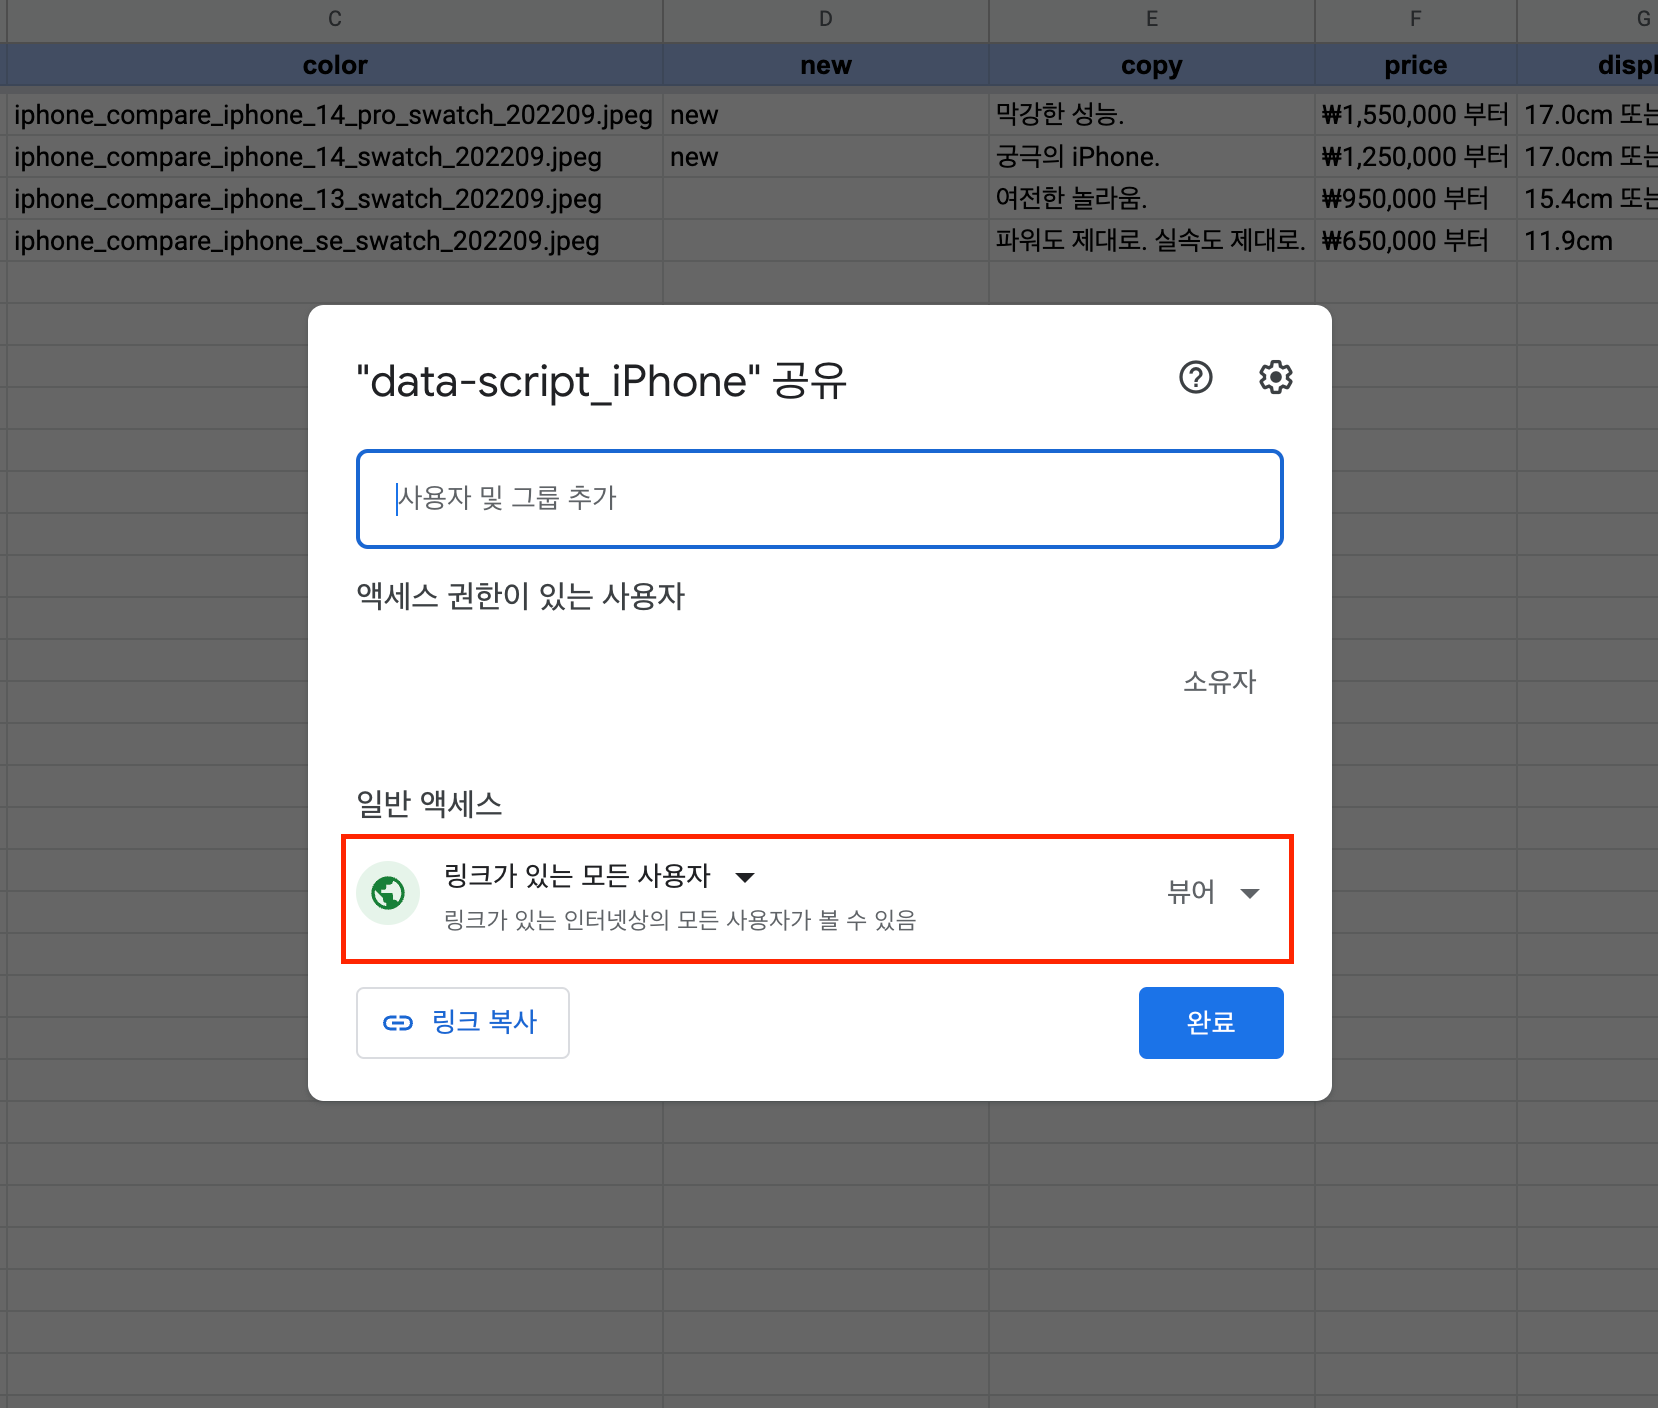 C D E F G
color new copy price displ
iphone_compare_iphone_14_pro_swatch_202209.jpeg new 막강한 성능. ₩1,550,000 부터 17.0cm 또는
iphone_compare_iphone_14_swatch_202209.jpeg new 궁극의 iPhone. ₩1,250,000 부터 17.0cm 또는
iphone_compare_iphone_13_swatch_202209.jpeg 여전한 놀라움. ₩950,000 부터 15.4cm 또는
iphone_compare_iphone_se_swatch_202209.jpeg 파워도 제대로. 실속도 제대로. ₩650,000 부터 11.9cm
"data-script_iPhone" 공유
사용자 및 그룹 추가
액세스 권한이 있는 사용자
소유자
일반 액세스
링크가 있는 모든 사용자
링크가 있는 인터넷상의 모든 사용자가 볼 수 있음
뷰어
링크 복사
완료